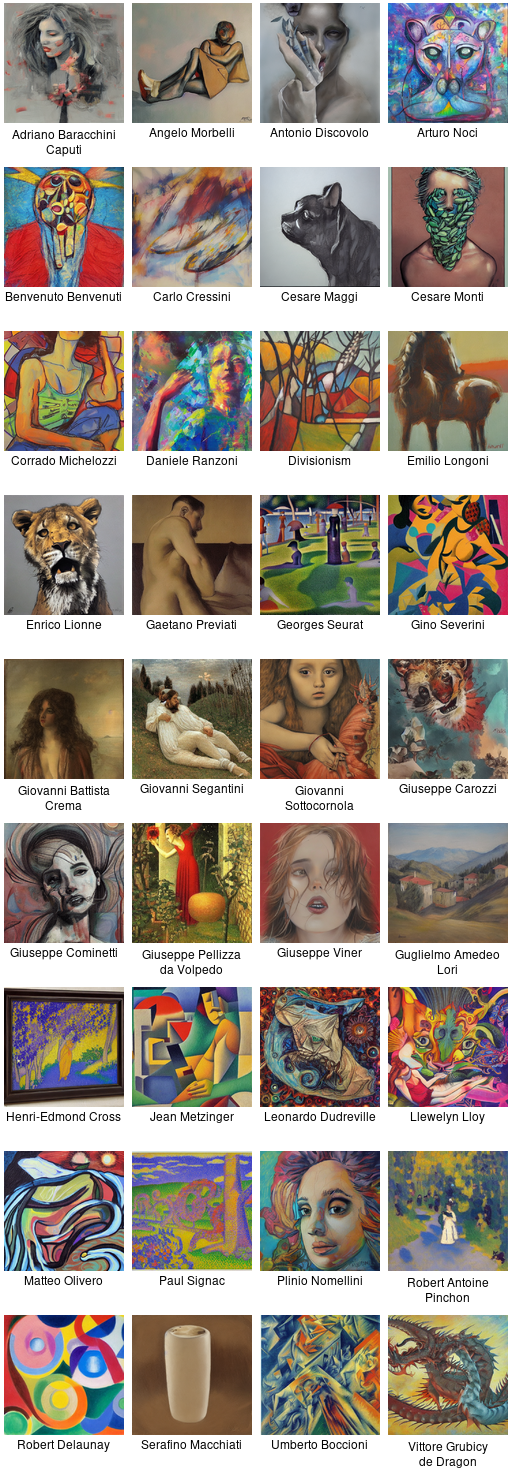 Adriano Baracchini
Caputi
Angelo Morbelli
Antonio Discovolo
Arturo Noci
Benvenuto Benvenuti
Carlo Cressini
Cesare Maggi
Cesare Monti
Corrado Michelozzi
Daniele Ranzoni
Divisionism
Emilio Longoni
Enrico Lionne
Gaetano Previati
Georges Seurat
Gino Severini
Giovanni Battista
Crema
Giovanni Segantini
Giovanni
Sottocornola
Giuseppe Carozzi
Giuseppe Cominetti
Giuseppe Pellizza
da Volpedo
Giuseppe Viner
Guglielmo Amedeo
Lori
Henri-Edmond Cross
Jean Metzinger
Leonardo Dudreville
Llewelyn Lloy
Matteo Olivero
Paul Signac
Plinio Nomellini
Robert Antoine
Pinchon
Robert Delaunay
Serafino Macchiati
Umberto Boccioni
Vittore Grubicy
de Dragon